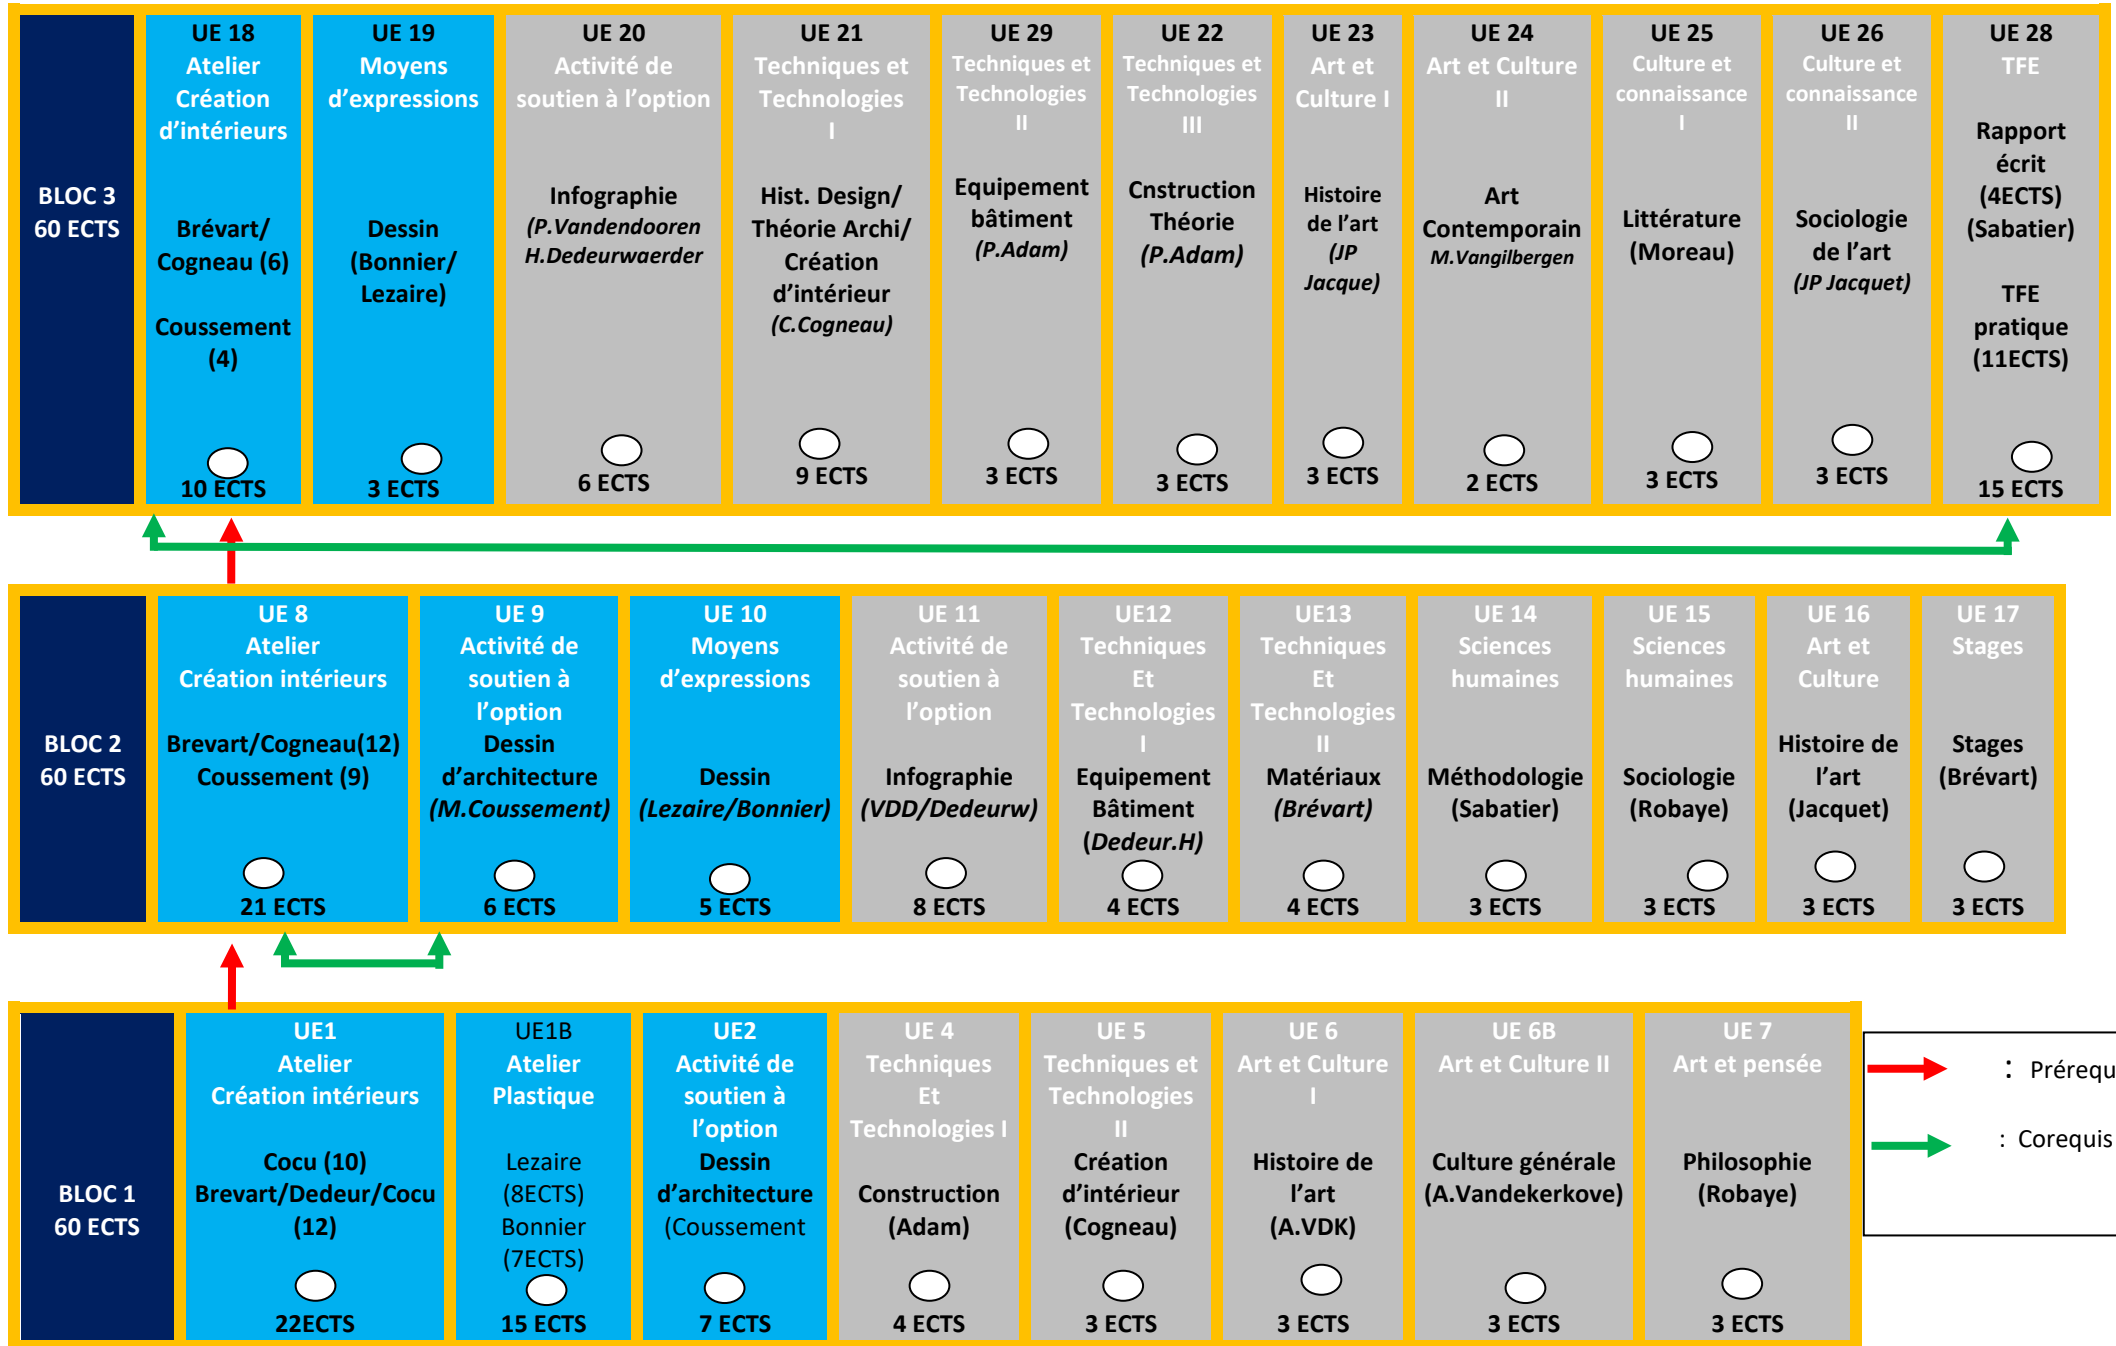 BLOC 3
60 ECTS
UE 18
Atelier
Création
d'intérieurs
Brévart/
Cogneau (6)
Coussement
(4)
10 ECTS
UE 19
Moyens
d'expressions
Dessin
(Bonnier/
Lezaire)
3 ECTS
UE 20
Activité de
soutien à l'option
Infographie
(P.Vandendooren
H.Dedeurwaerder
6 ECTS
UE 21
Techniques et
Technologies
I
Hist. Design/
Théorie Archi/
Création
d'intérieur
(C.Cogneau)
9 ECTS
UE 29
Techniques et
Technologies
II
Equipement
bâtiment
(P.Adam)
3 ECTS
UE 22
Techniques et
Technologies
III
Cnstruction
Théorie
(P.Adam)
3 ECTS
UE 23
Art et
Culture I
Histoire
de l'art
(JP
Jacque)
3 ECTS
UE 24
Art et Culture
II
Art
Contemporain
M.Vangilbergen
2 ECTS
UE 25
Culture et
connaissance
I
Littérature
(Moreau)
3 ECTS
UE 26
Culture et
connaissance
II
Sociologie
de l'art
(JP Jacquet)
3 ECTS
UE 28
TFE
Rapport
écrit
(4ECTS)
(Sabatier)
TFE
pratique
(11ECTS)
15 ECTS
BLOC 2
60 ECTS
UE 8
Atelier
Création intérieurs
Brevart/Cogneau(12)
Coussement (9)
21 ECTS
UE 9
Activité de
soutien à
l'option
Dessin
d'architecture
(M.Coussement)
6 ECTS
UE 10
Moyens
d'expressions
Dessin
(Lezaire/Bonnier)
5 ECTS
UE 11
Activité de
soutien à
l'option
Infographie
(VDD/Dedeurw)
8 ECTS
UE12
Techniques
Et
Technologies
I
Equipement
Bâtiment
(Dedeur.H)
4 ECTS
UE13
Techniques
Et
Technologies
II
Matériaux
(Brévart)
4 ECTS
UE 14
Sciences
humaines
Méthodologie
(Sabatier)
3 ECTS
UE 15
Sciences
humaines
Sociologie
(Robaye)
3 ECTS
UE 16
Art et
Culture
Histoire de
l'art
(Jacquet)
3 ECTS
UE 17
Stages
Stages
(Brévart)
3 ECTS
BLOC 1
60 ECTS
UE1
Atelier
Création intérieurs
Cocu (10)
Brevart/Dedeur/Cocu
(12)
22ECTS
UE1B
Atelier
Plastique
Lezaire
(8ECTS)
Bonnier
(7ECTS)
15 ECTS
UE2
Activité de
soutien à
l'option
Dessin
d'architecture
(Coussement
7 ECTS
UE 4
Techniques
Et
Technologies I
Construction
(Adam)
4 ECTS
UE 5
Techniques et
Technologies
II
Création
d'intérieur
(Cogneau)
3 ECTS
UE 6
Art et Culture
I
Histoire de
l'art
(A.VDK)
3 ECTS
UE 6B
Art et Culture II
Culture générale
(A.Vandekerkove)
3 ECTS
UE 7
Art et pensée
Philosophie
(Robaye)
3 ECTS
: Prérequ
: Corequis